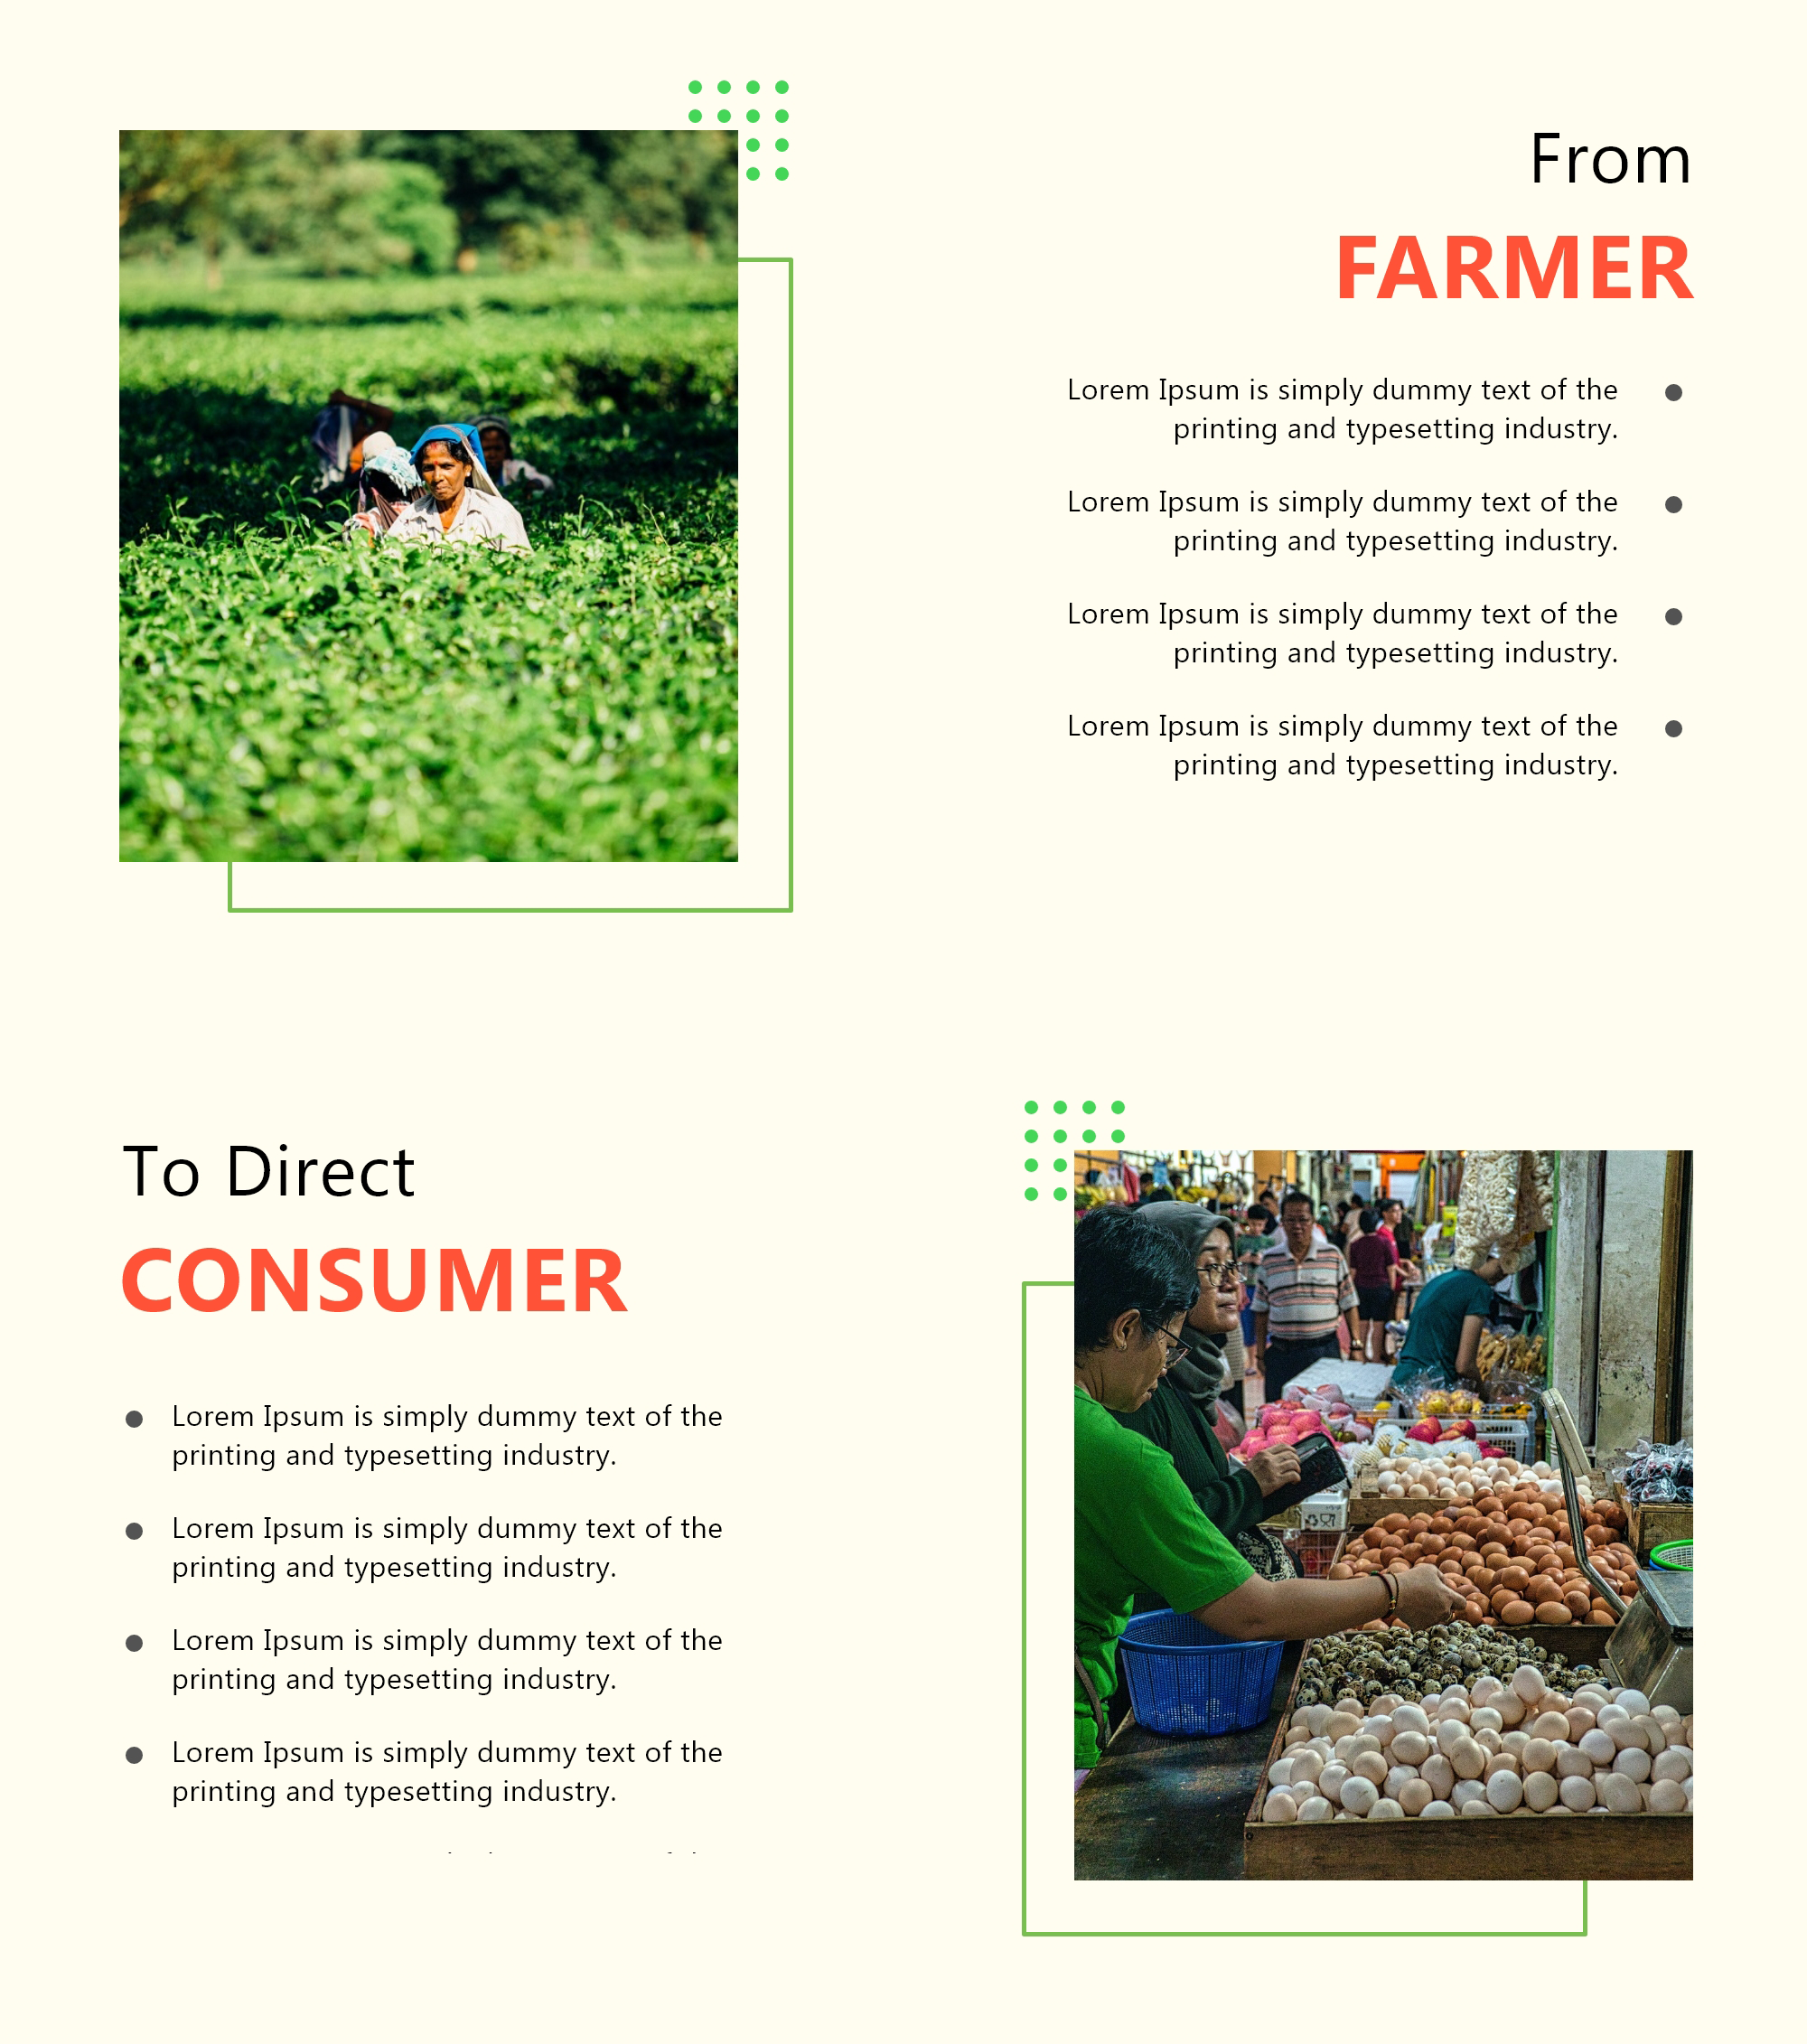 From
FARMER
Lorem Ipsum is simply dummy text of the
printing and typesetting industry.
Lorem Ipsum is simply dummy text of the
printing and typesetting industry.
Lorem Ipsum is simply dummy text of the
printing and typesetting industry.
Lorem Ipsum is simply dummy text of the
printing and typesetting industry.
To Direct
CONSUMER
Lorem Ipsum is simply dummy text of the
printing and typesetting industry.
Lorem Ipsum is simply dummy text of the
printing and typesetting industry.
Lorem Ipsum is simply dummy text of the
printing and typesetting industry.
Lorem Ipsum is simply dummy text of the
printing and typesetting industry.